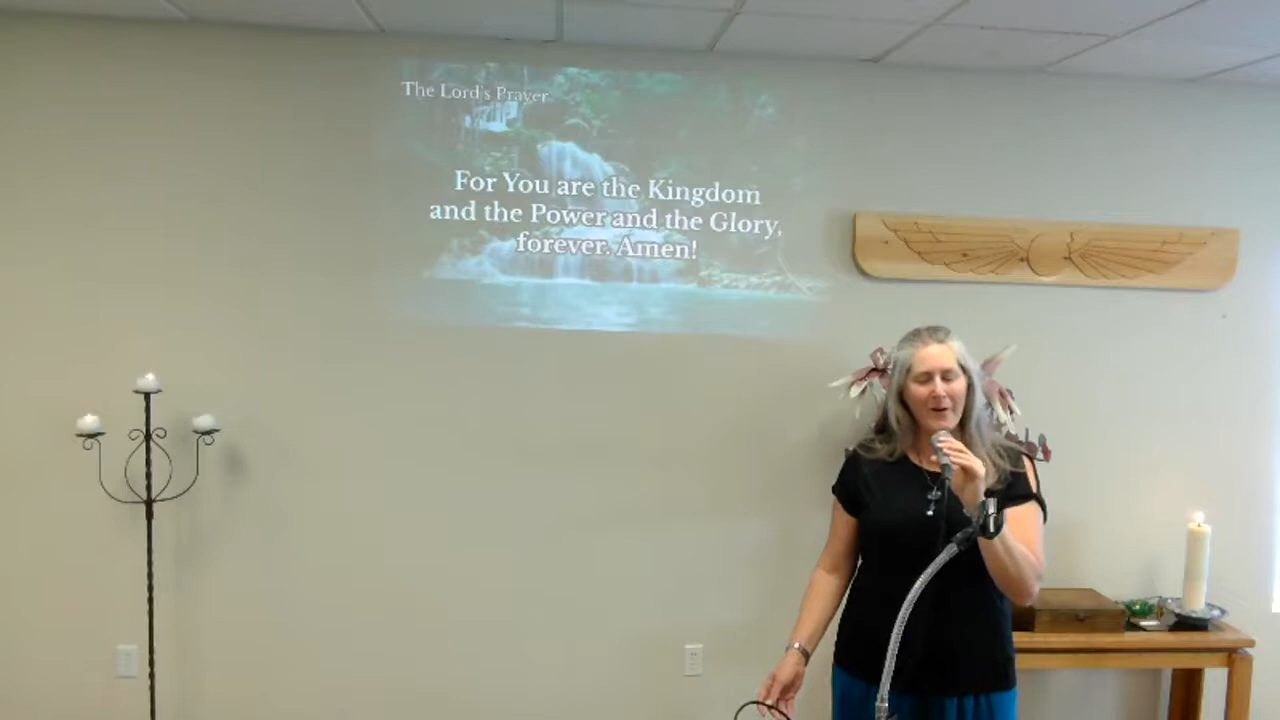 The Lord's Prayer
For You are the Kingdom
and the Power and the Glory,
forever. Amen!